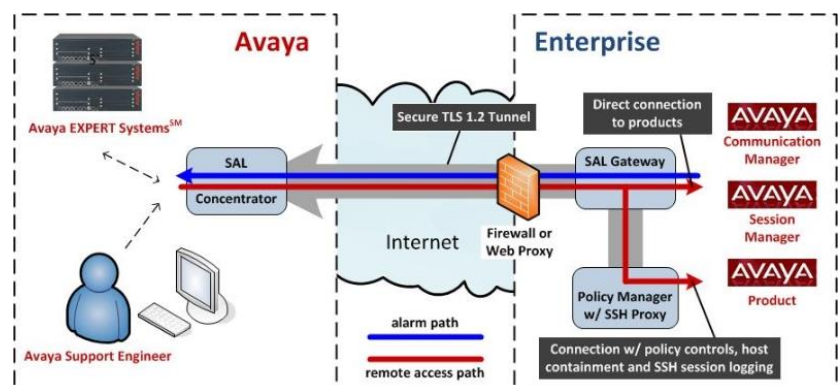 Avaya
Enterprise
Avaya EXPERT Systems℠
Secure TLS 1.2 Tunnel
Direct connection
to products
AVAYA
Communication
Manager
SAL
Concentrator
SAL Gateway
AVAYA
Session
Manager
Internet
Firewall or
Web Proxy
AVAYA
Product
Policy Manager
w/ SSH Proxy
Avaya Support Engineer
alarm path
remote access path
Connection w/ policy controls, host
containment and SSH session logging